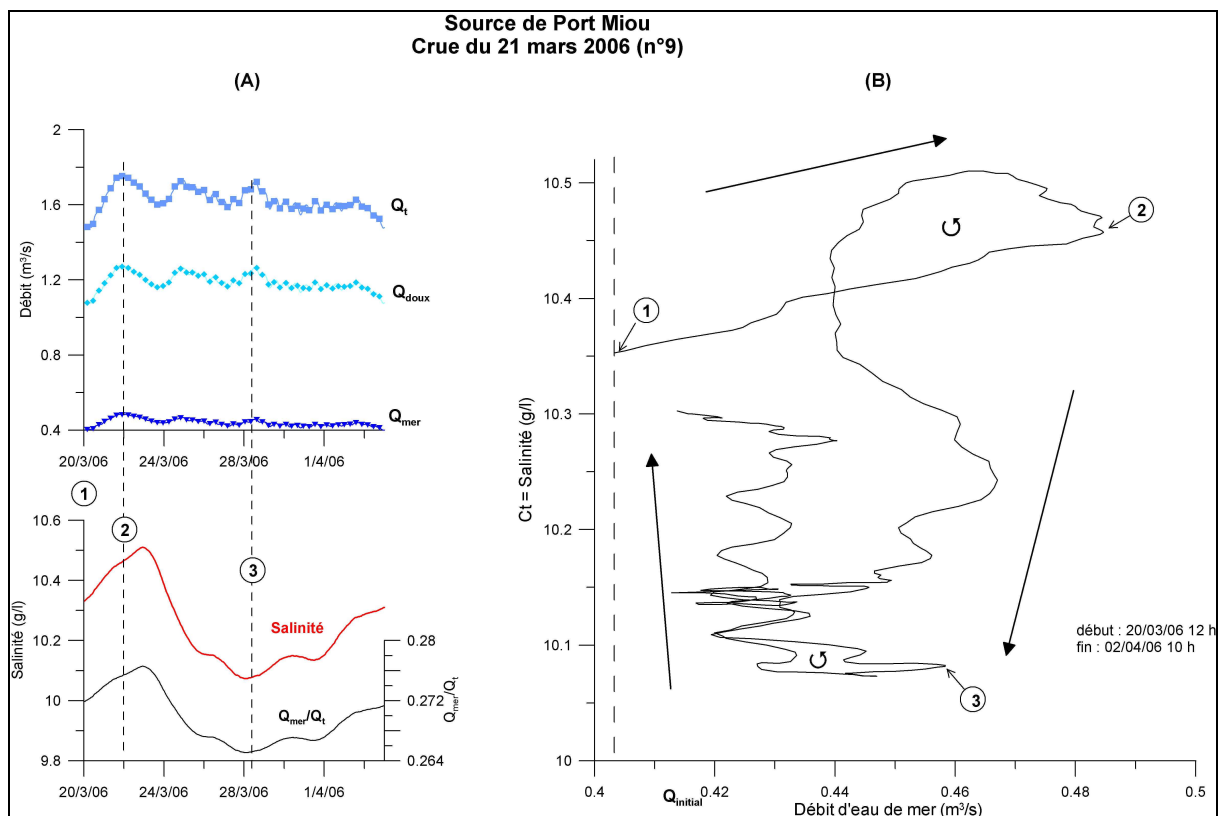 Source de Port Miou
Crue du 21 mars 2006 (n°9)
(A)
(B)
2
1.6
1.2
0.8
0.4
Débit (m³/s)
Qt
Qdoux
Qmer
20/3/06 24/3/06 28/3/06 1/4/06
1
2
3
10.6
10.4
10.2
10
9.8
Salinité (g/l)
Salinité
Qmer/Qt
0.28
0.272
0.264
Qmer/Qt
20/3/06 24/3/06 28/3/06 1/4/06
10.5
10.4
10.3
10.2
10.1
10
Ct = Salinité (g/l)
1
2
3
début : 20/03/06 12 h
fin : 02/04/06 10 h
0.4 0.42 0.44 0.46 0.48 0.5
Qinitial
Débit d'eau de mer (m³/s)